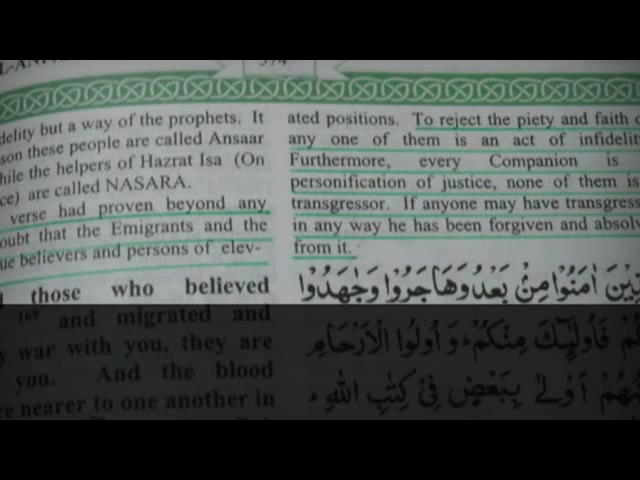 374
delity but a way of the prophets. It
son these people are called Ansaar
hile the helpers of Hazrat Isa (On
ce) are called NASARA.
verse had proven beyond any
oubt that the Emigrants and the
ue believers and persons of elev-
ated positions. To reject the piety and faith o
any one of them is an act of infidelity
Furthermore, every Companion is
personification of justice, none of them is
transgressor. If anyone may have transgress
in any way he has been forgiven and absolv
from it.
those who believed
169 and migrated and
y war with you, they are
you. And the blood
re nearer to one another in
يْنَ اٰمَنُوْا مِنْۢ بَعْدُ وَهَاجَرُوْا وَجٰهَدُوْا
كُمْ فَاُولٰٓئِكَ مِنْكُمْ ؕ وَ اُولُوا الْاَرْحَامِ
ضُهُمْ اَوْلٰى بِبَعْضٍ فِىْ كِتٰبِ اللّٰهِ ؕ